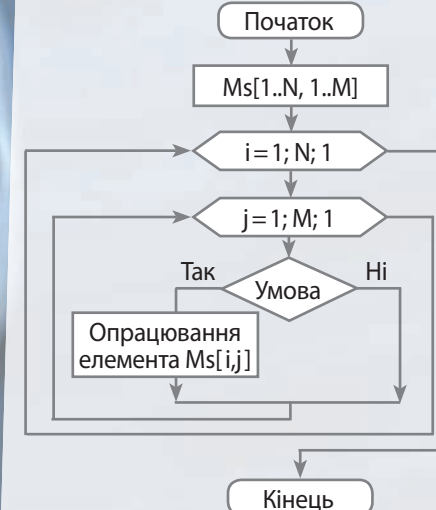 Початок
Ms[1..N, 1..M]
i = 1; N; 1
j = 1; M; 1
Так
Ні
Умова
Опрацювання
елемента Ms[i,j]
Кінець